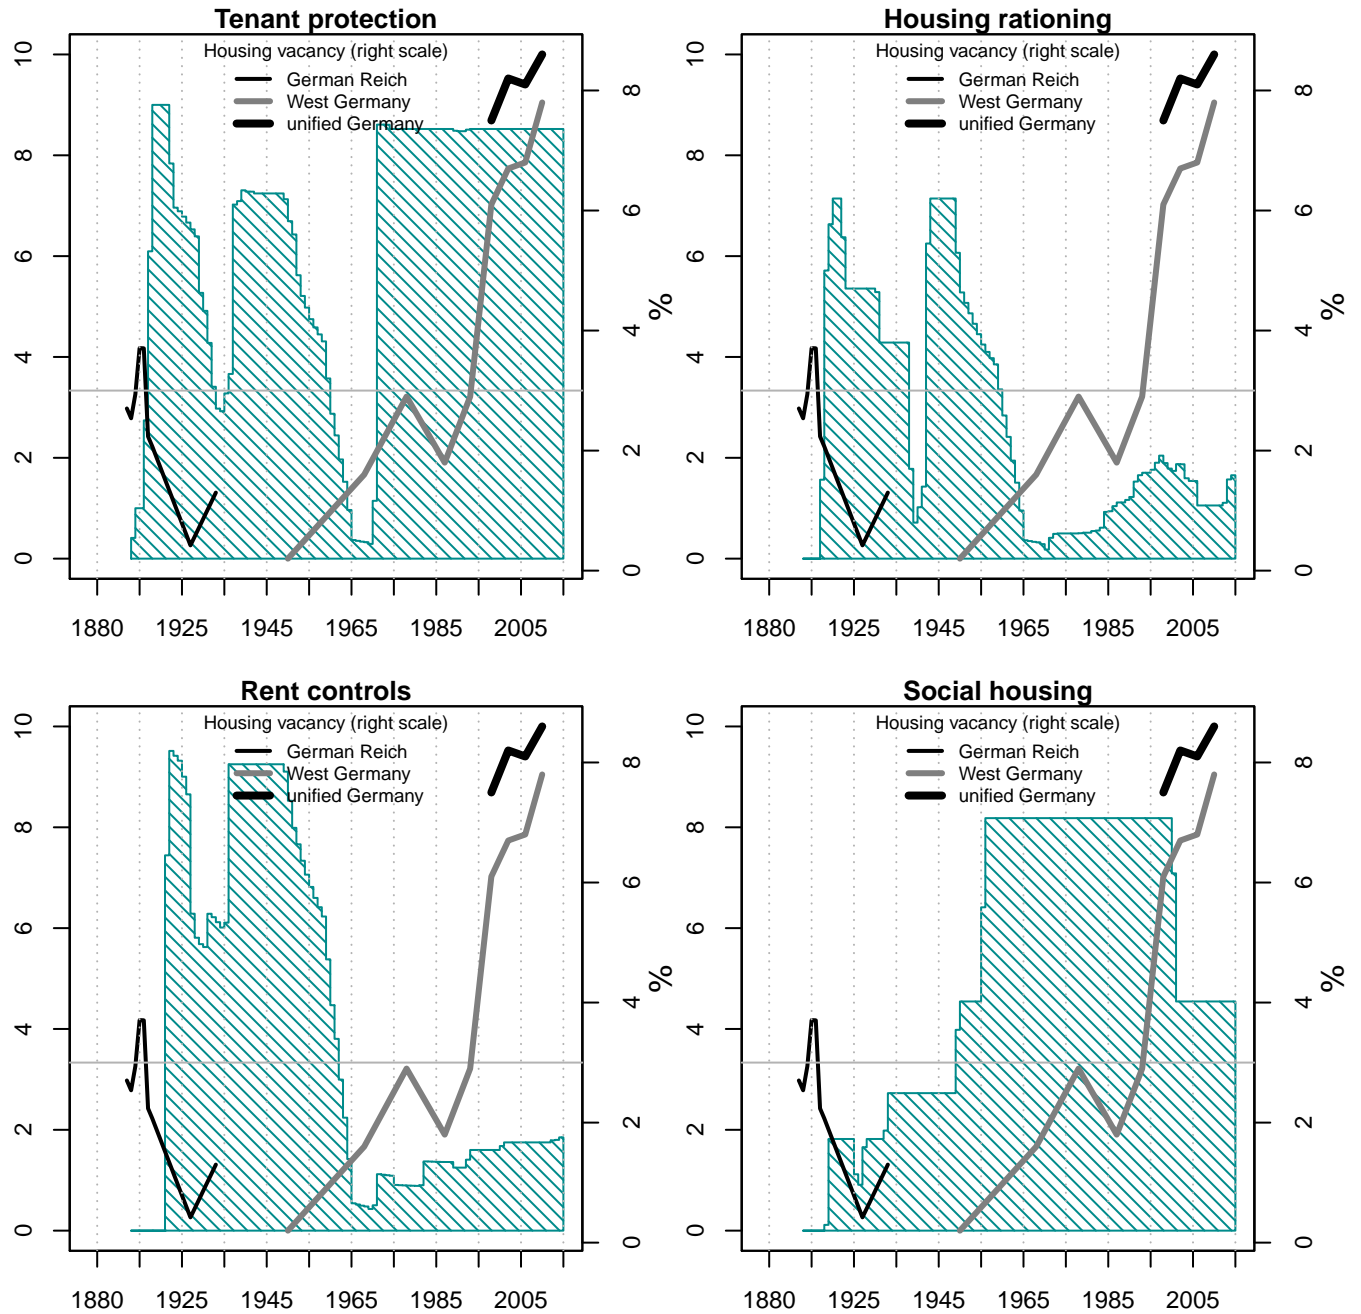 Tenant protection
Housing vacancy (right scale)
German Reich
West Germany
unified Germany
10
8
6
4
2
0
8
6
4
2
0
%
1880 1925 1945 1965 1985 2005
Housing rationing
Housing vacancy (right scale)
German Reich
West Germany
unified Germany
10
8
6
4
2
0
8
6
4
2
0
%
1880 1925 1945 1965 1985 2005
Rent controls
Housing vacancy (right scale)
German Reich
West Germany
unified Germany
10
8
6
4
2
0
8
6
4
2
0
%
1880 1925 1945 1965 1985 2005
Social housing
Housing vacancy (right scale)
German Reich
West Germany
unified Germany
10
8
6
4
2
0
8
6
4
2
0
%
1880 1925 1945 1965 1985 2005